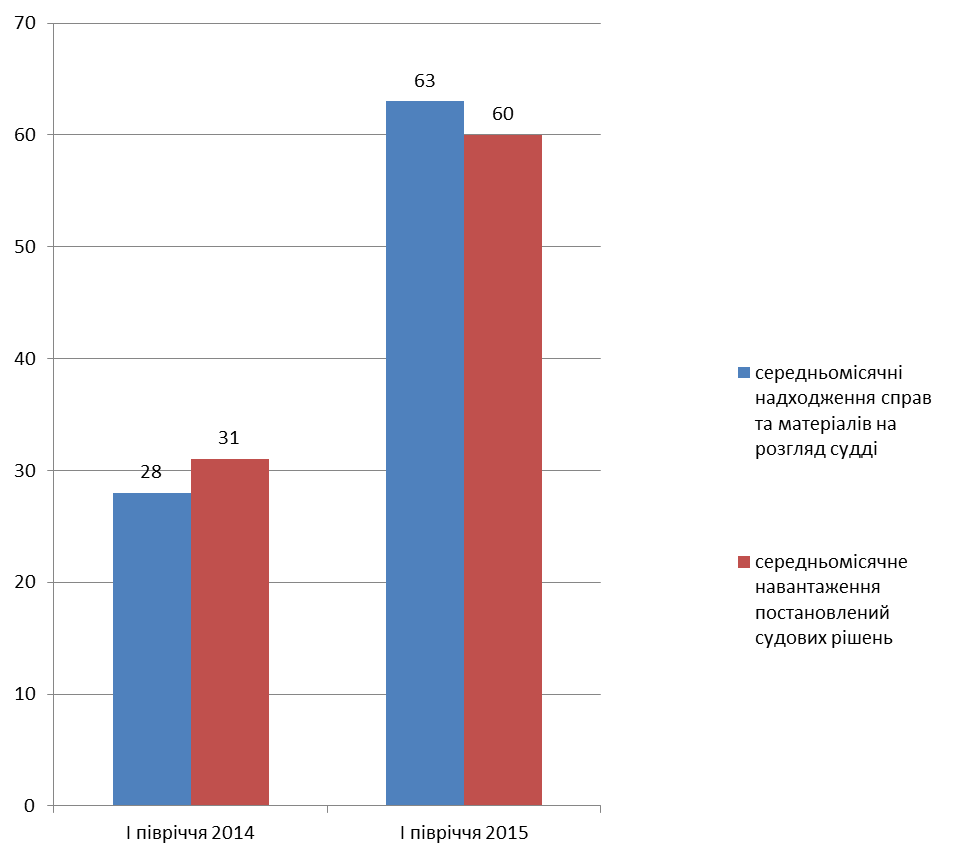 70
60
50
40
30
20
10
0
28
31
63
60
І півріччя 2014
І півріччя 2015
середньомісячні
надходження справ
та матеріалів на
розгляд судді
середньомісячне
навантаження
постановлений
судових рішень